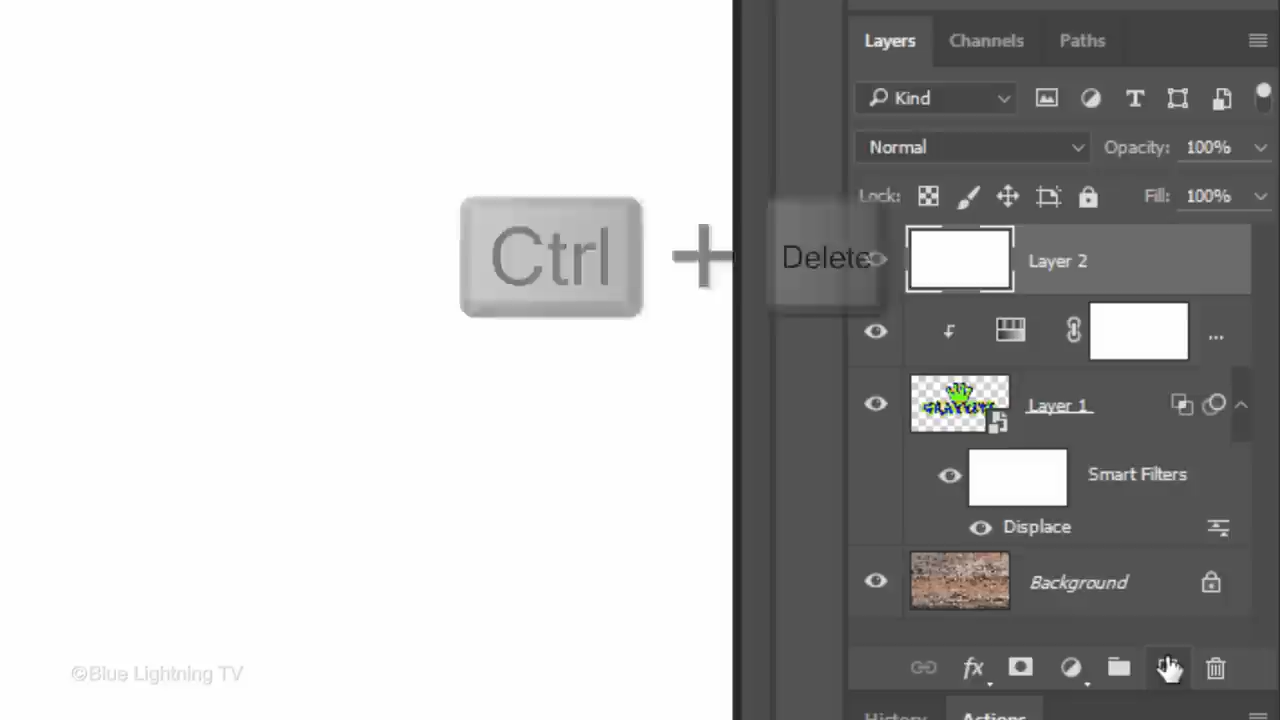 Layers Channels Paths
Kind
Normal Opacity: 100%
Lock: Fill: 100%
Ctrl + Delete
Layer 2
...
Layer 1
Smart Filters
Displace
Background
fx
©Blue Lightning TV
History Actions